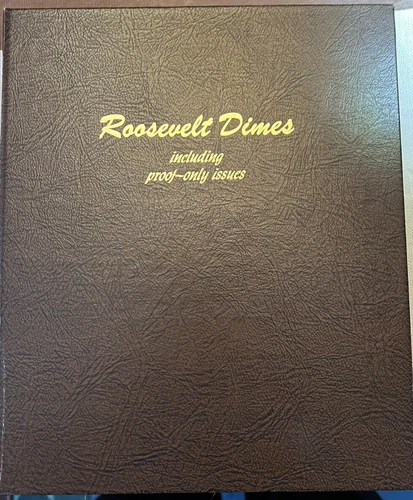 Roosevelt Dimes
including
proof-only issues